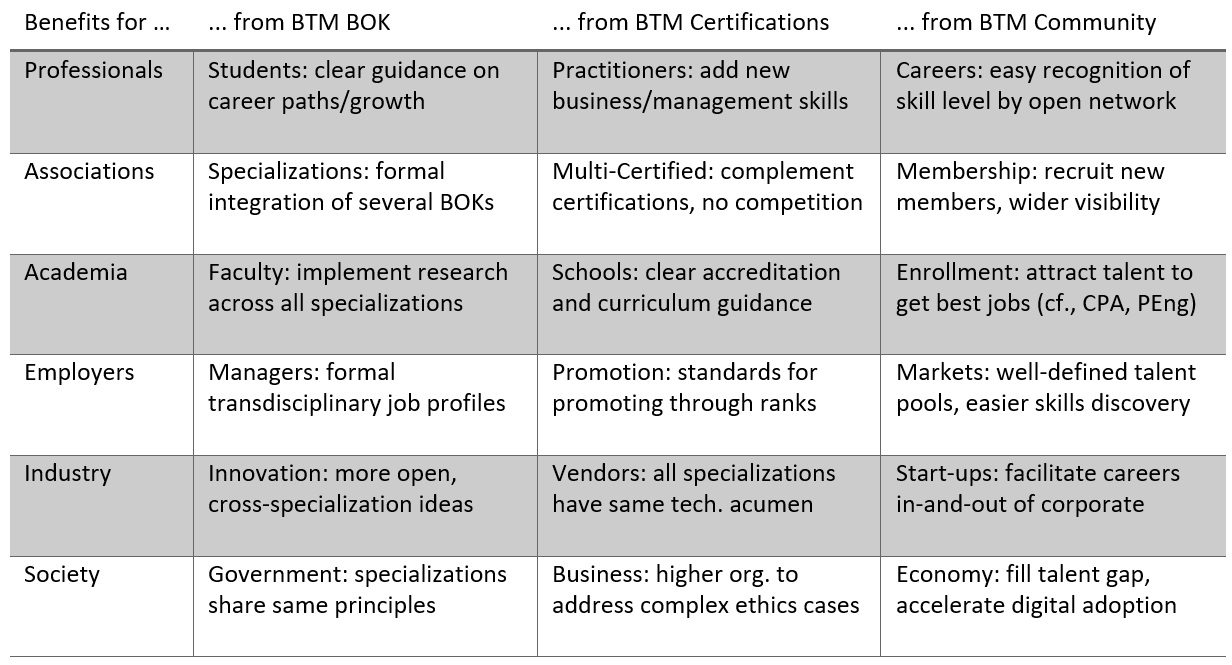 Benefits for ...
... from BTM BOK
... from BTM Certifications
... from BTM Community
Professionals
Students: clear guidance on
career paths/growth
Practitioners: add new
business/management skills
Careers: easy recognition of
skill level by open network
Associations
Specializations: formal
integration of several BOKs
Multi-Certified: complement
certifications, no competition
Membership: recruit new
members, wider visibility
Academia
Faculty: implement research
across all specializations
Schools: clear accreditation
and curriculum guidance
Enrollment: attract talent to
get best jobs (cf., CPA, PEng)
Employers
Managers: formal
transdisciplinary job profiles
Promotion: standards for
promoting through ranks
Markets: well-defined talent
pools, easier skills discovery
Industry
Innovation: more open,
cross-specialization ideas
Vendors: all specializations
have same tech. acumen
Start-ups: facilitate careers
in-and-out of corporate
Society
Government: specializations
share same principles
Business: higher org. to
address complex ethics cases
Economy: fill talent gap,
accelerate digital adoption